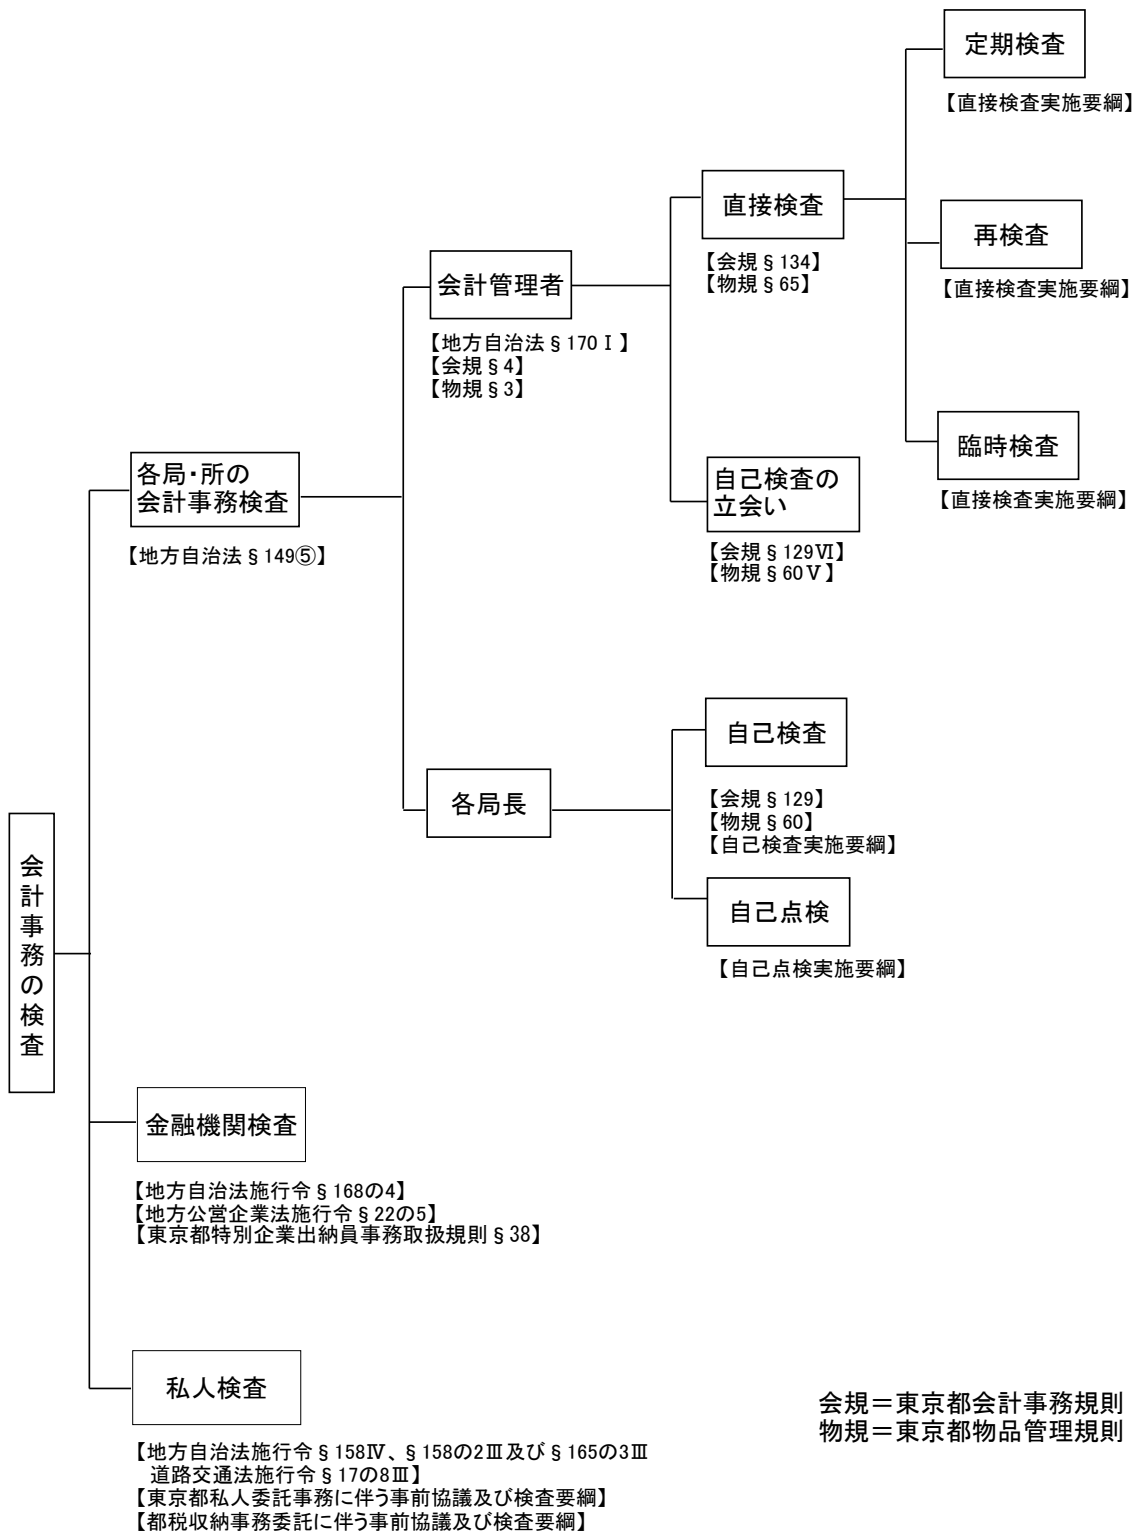 定期検査
【直接検査実施要綱】
直接検査
【会規§134】
【物規§65】
再検査
【直接検査実施要綱】
会計管理者
【地方自治法§170Ⅰ】
【会規§4】
【物規§3】
臨時検査
【直接検査実施要綱】
各局・所の
会計事務検査
【地方自治法§149⑤】
自己検査の
立会い
【会規§129Ⅵ】
【物規§60Ⅴ】
自己検査
【会規§129】
【物規§60】
【自己検査実施要綱】
各局長
自己点検
【自己点検実施要綱】
会計事務の検査
金融機関検査
【地方自治法施行令§168の4】
【地方公営企業法施行令§22の5】
【東京都特別企業出納員事務取扱規則§38】
私人検査
【地方自治法施行令§158Ⅳ、§158の2Ⅲ及び§165の3Ⅲ
道路交通法施行令§17の8Ⅲ】
【東京都私人委託事務に伴う事前協議及び検査要綱】
【都税収納事務委託に伴う事前協議及び検査要綱】
会規=東京都会計事務規則
物規=東京都物品管理規則